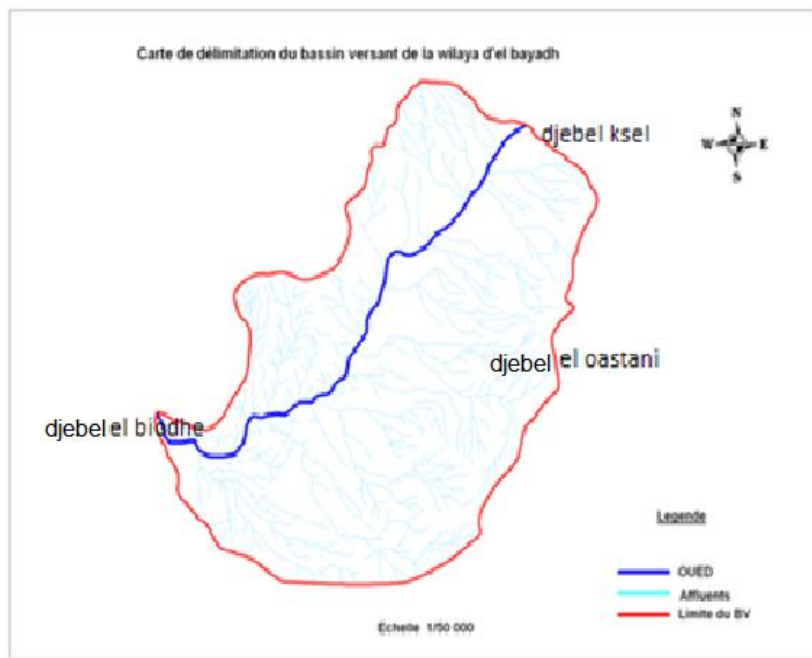 Carte de délimitation du bassin versant de la wilaya d'el bayadh
djebel ksel
N
W E
S
djebel el oastani
djebel el biodhe
Legende
OUED
Affluents
Limite du BV
Echelle 1/50 000